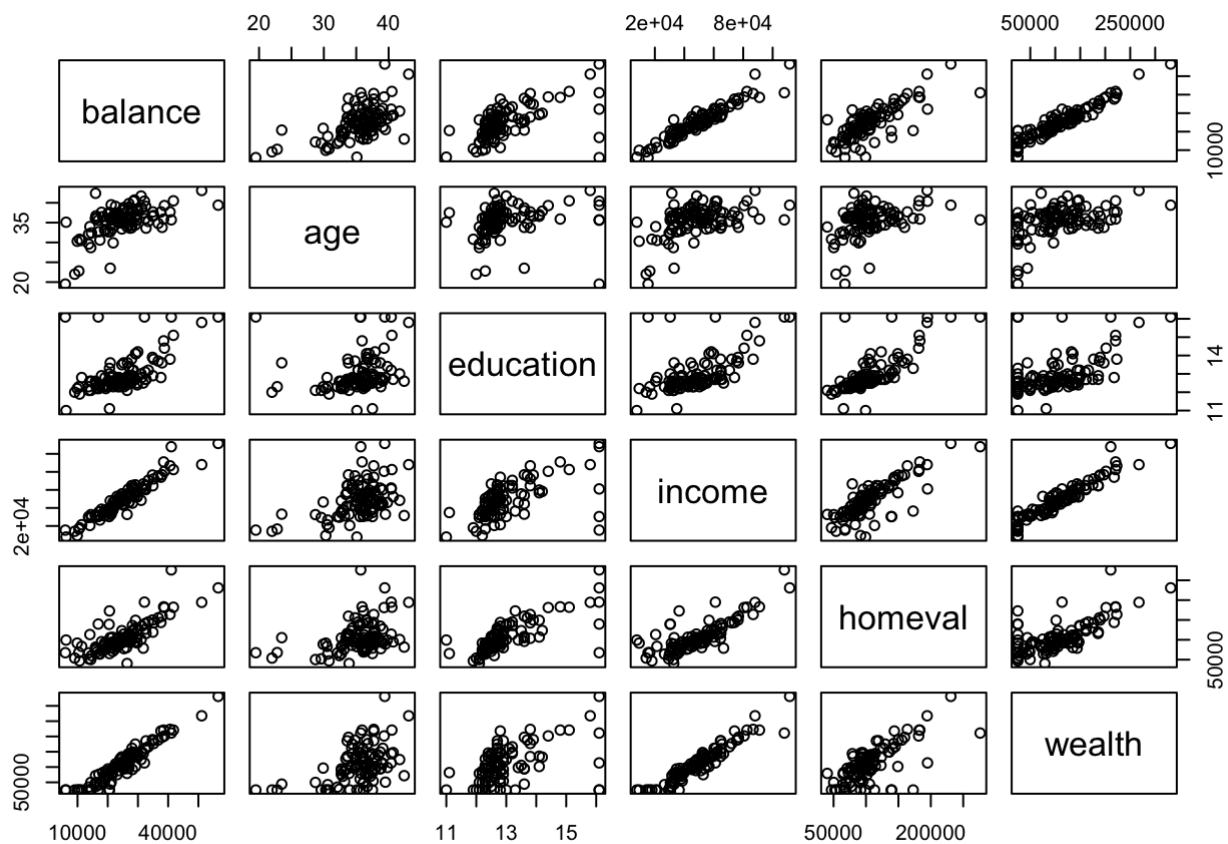 20 30 40 2e+04 8e+04 50000 250000
balance 10000
35 20 age
education 14 11
2e+04 income
homeval 50000
50000 wealth
10000 40000 11 13 15 50000 200000